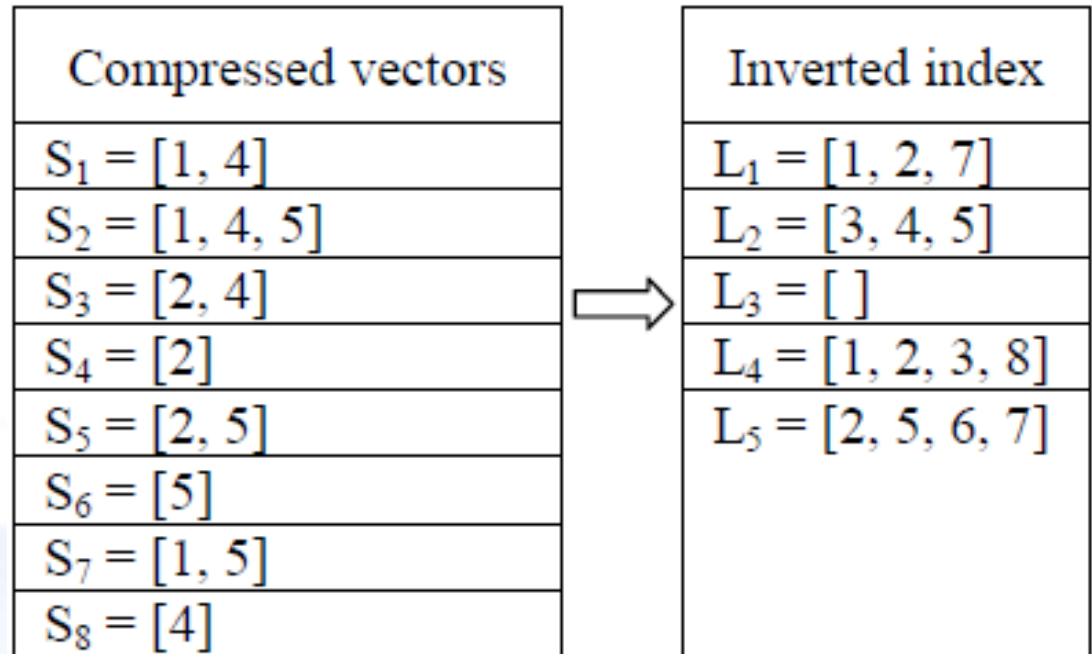 Compressed vectors
S₁ = [1, 4]
S₂ = [1, 4, 5]
S₃ = [2, 4]
S₄ = [2]
S₅ = [2, 5]
S₆ = [5]
S₇ = [1, 5]
S₈ = [4]
Inverted index
L₁ = [1, 2, 7]
L₂ = [3, 4, 5]
L₃ = [ ]
L₄ = [1, 2, 3, 8]
L₅ = [2, 5, 6, 7]